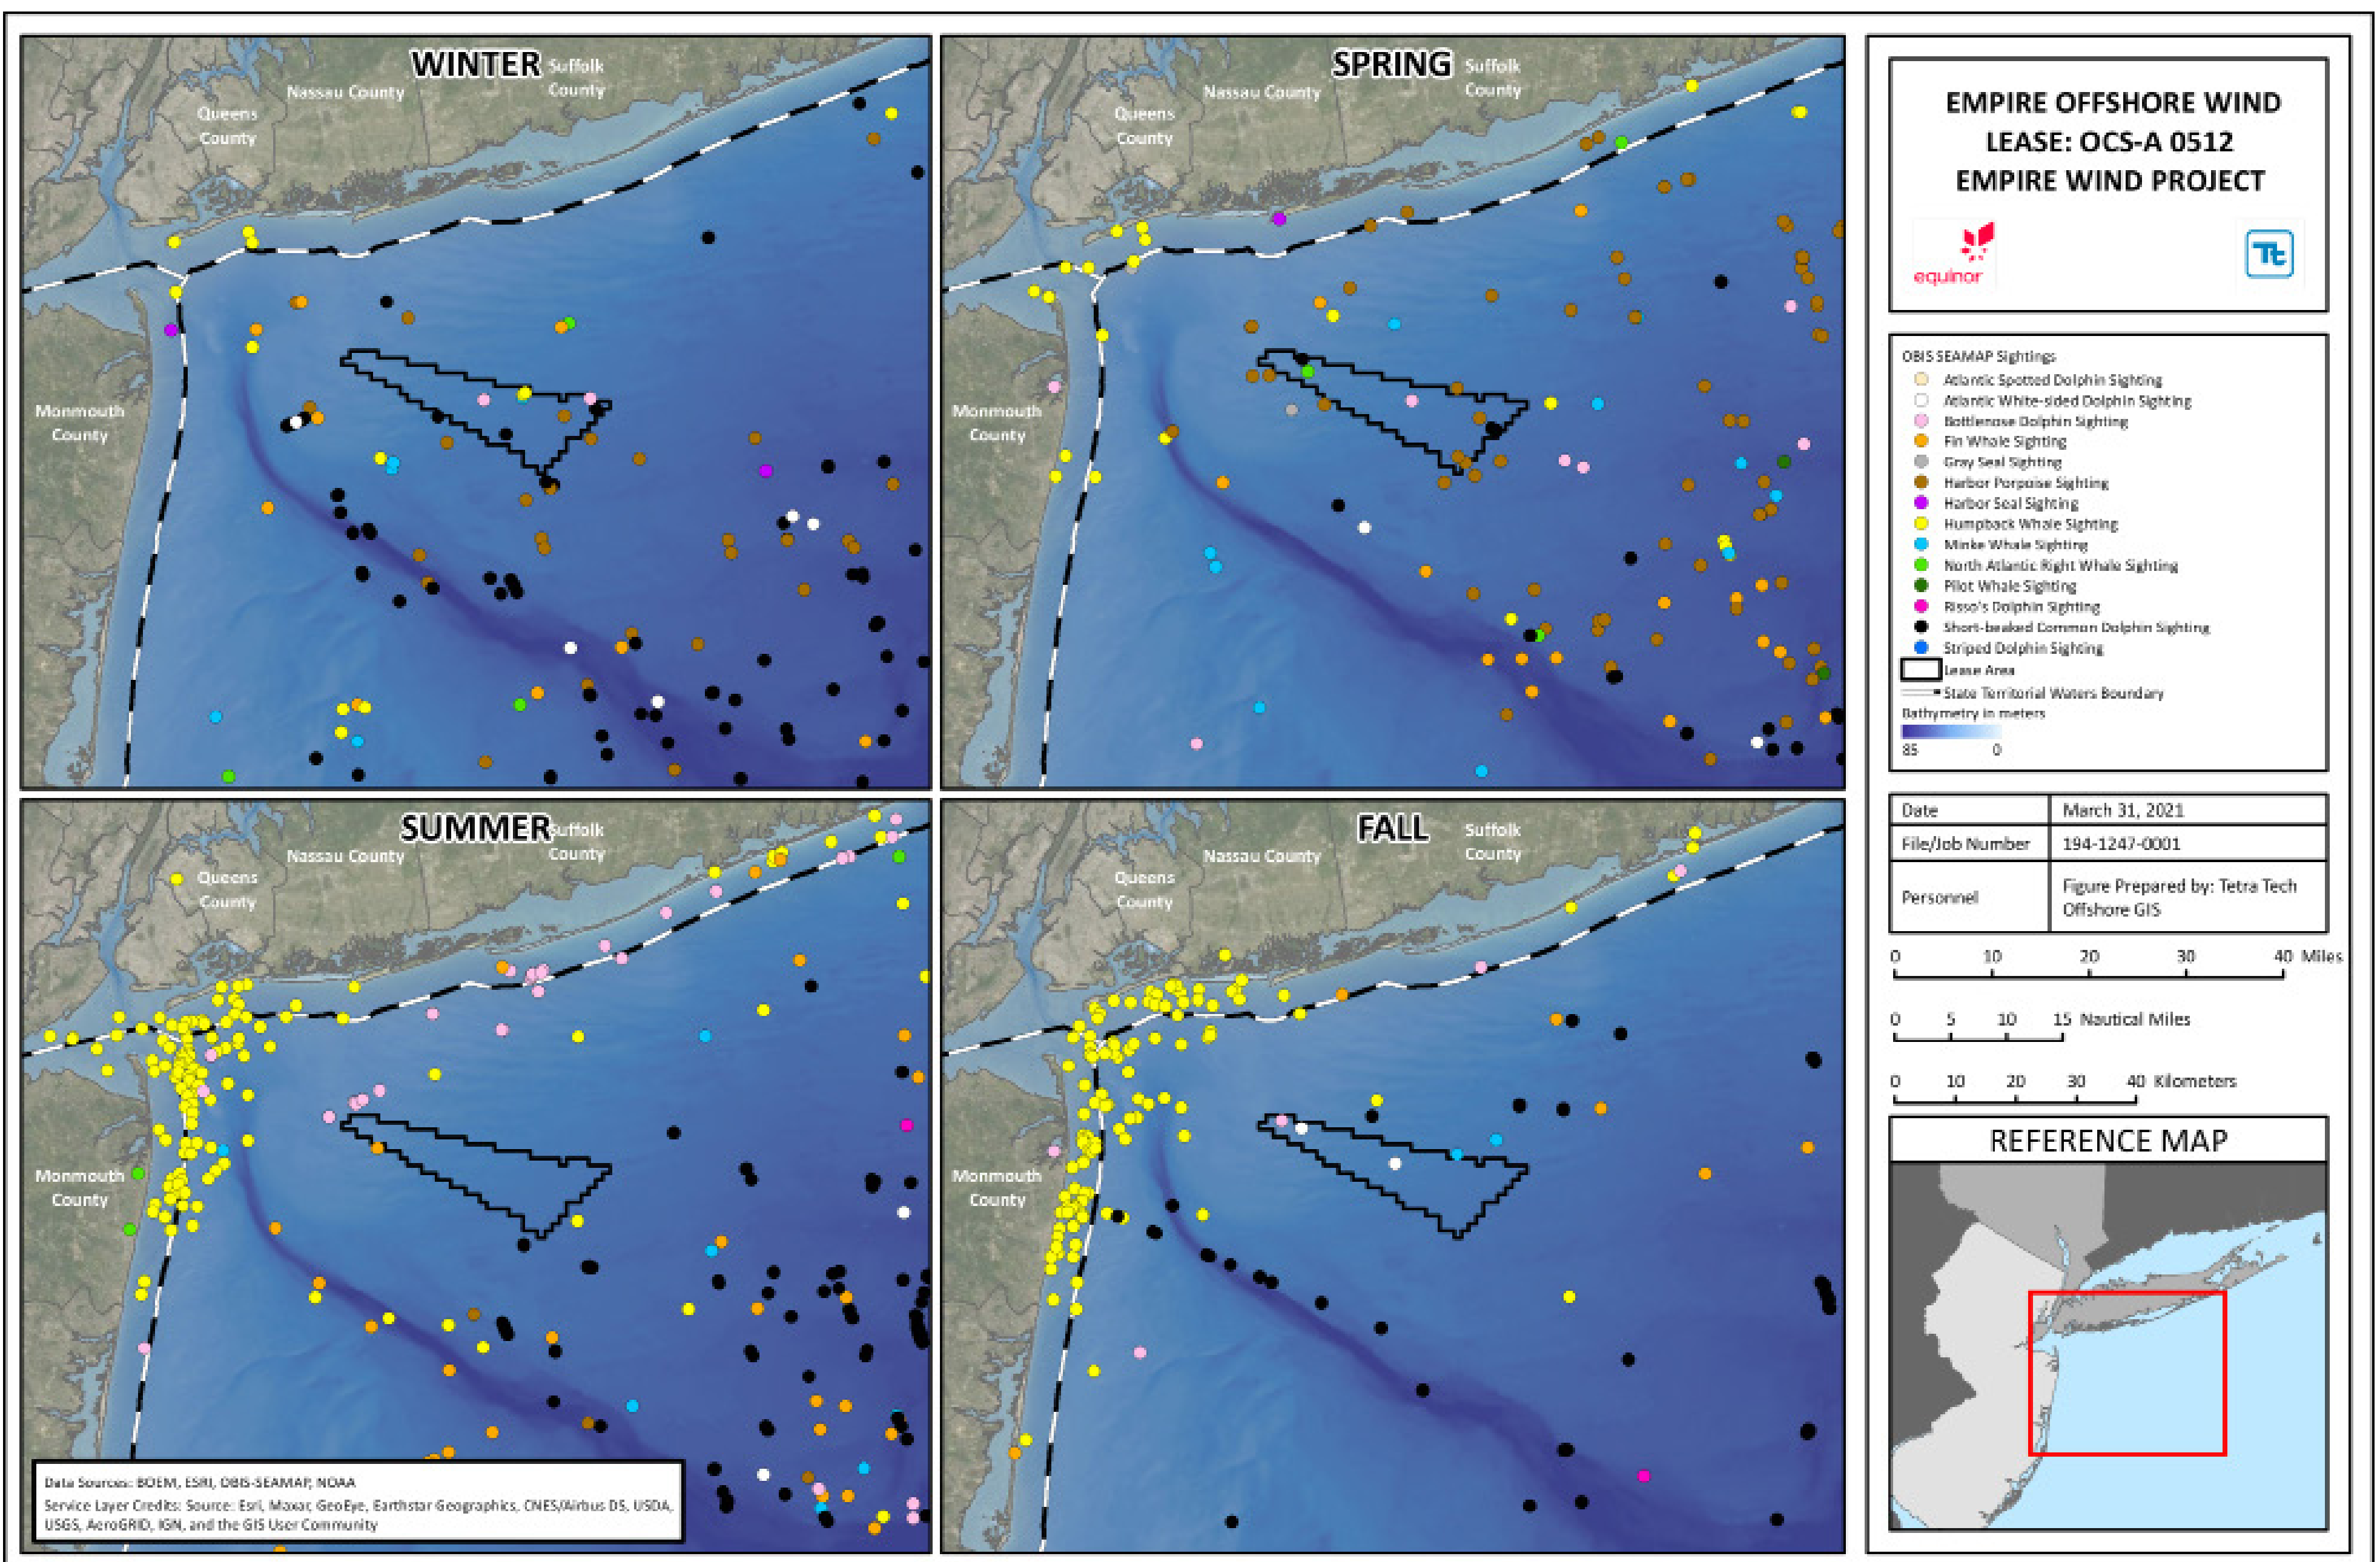 WINTER
Suffolk
County
Nassau County
Queens
County
Monmouth
County
SPRING
Suffolk
County
Nassau County
Queens
County
Monmouth
County
SUMMER
Suffolk
County
Nassau County
Queens
County
Monmouth
County
Data Sources: BOEM, ESRI, OBIS-SEAMAP, NOAA
Service Layer Credits: Source: Esri, Maxar, GeoEye, Earthstar Geographics, CNES/Airbus DS, USDA,
USGS, AeroGRID, IGN, and the GIS User Community
FALL
Suffolk
County
Nassau County
Queens
County
Monmouth
County
EMPIRE OFFSHORE WIND
LEASE: OCS-A 0512
EMPIRE WIND PROJECT
equinor
Tt
OBIS SEAMAP Sightings
Atlantic Spotted Dolphin Sighting
Atlantic White-sided Dolphin Sighting
Bottlenose Dolphin Sighting
Fin Whale Sighting
Gray Seal Sighting
Harbor Porpoise Sighting
Harbor Seal Sighting
Humpback Whale Sighting
Minke Whale Sighting
North Atlantic Right Whale Sighting
Pilot Whale Sighting
Risso's Dolphin Sighting
Short-beaked Common Dolphin Sighting
Striped Dolphin Sighting
Lease Area
State Territorial Waters Boundary
Bathymetry in meters
85 0
Date March 31, 2021
File/Job Number 194-1247-0001
Personnel Figure Prepared by: Tetra Tech
Offshore GIS
0 10 20 30 40 Miles
0 5 10 15 Nautical Miles
0 10 20 30 40 Kilometers
REFERENCE MAP